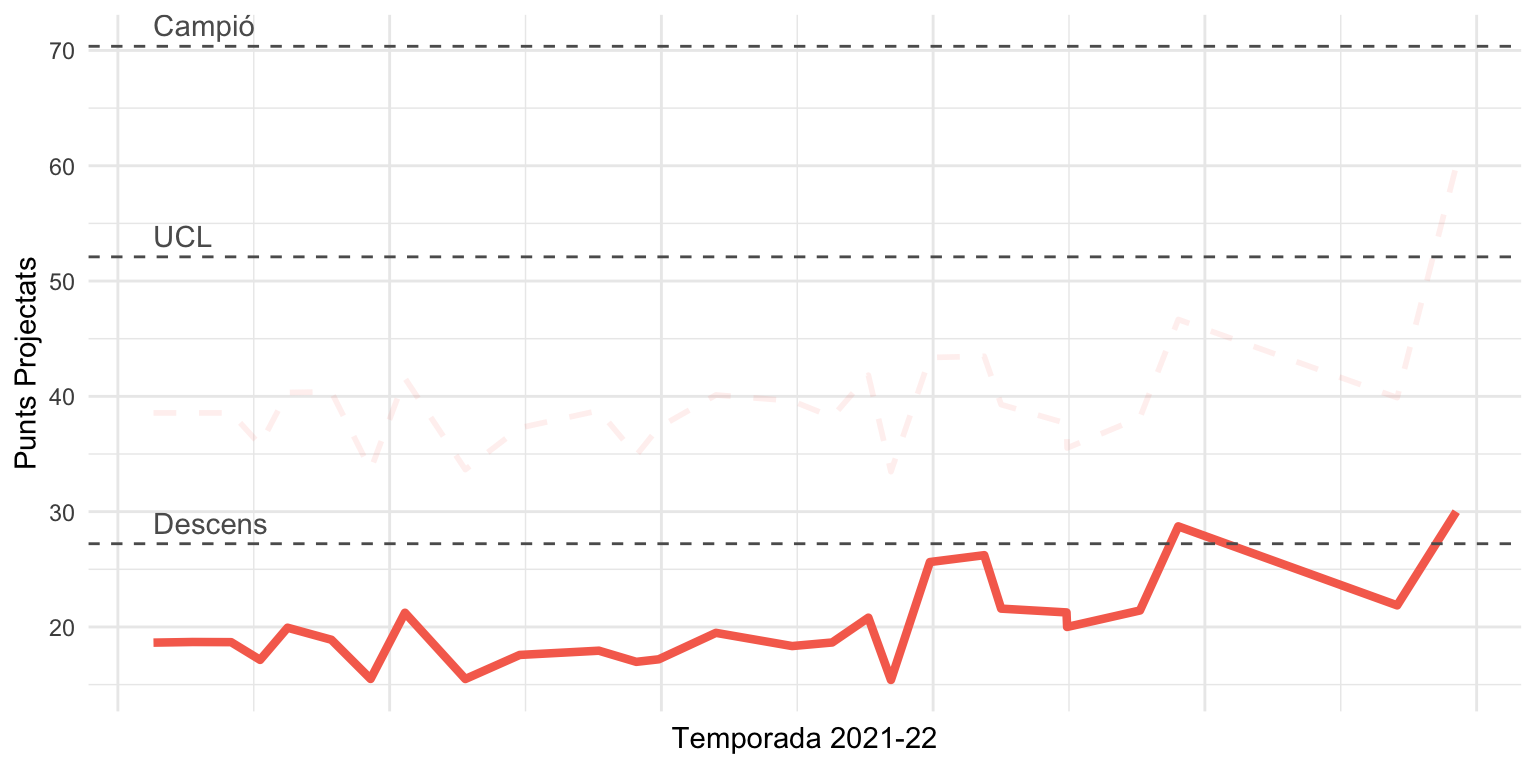 Campió
70
60
UCL
50
Punts Projectats
40
30
Descens
20
Temporada 2021-22